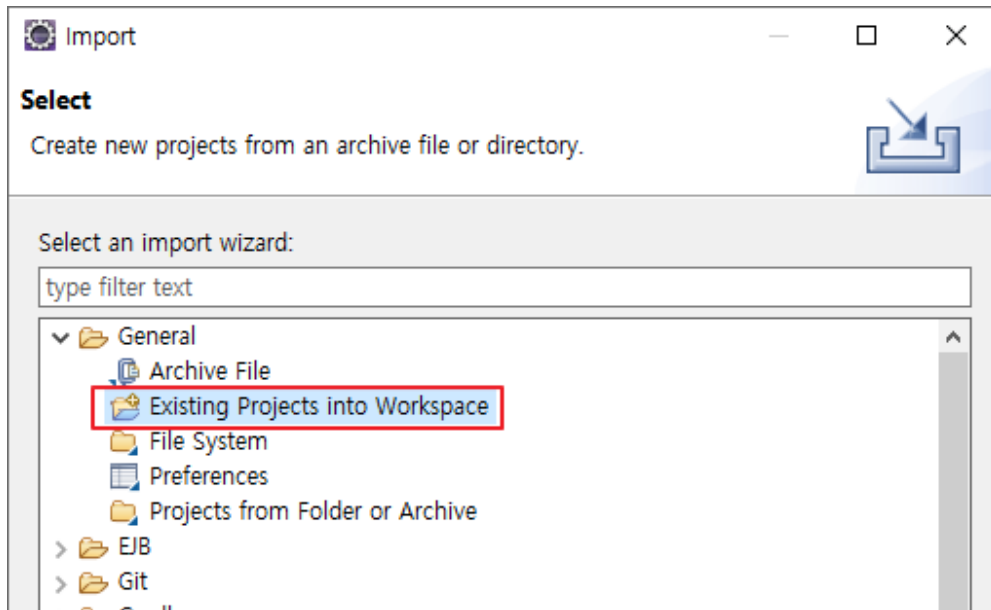 Import
Select
Create new projects from an archive file or directory.
Select an import wizard:
type filter text
General
Archive File
Existing Projects into Workspace
File System
Preferences
Projects from Folder or Archive
EJB
Git